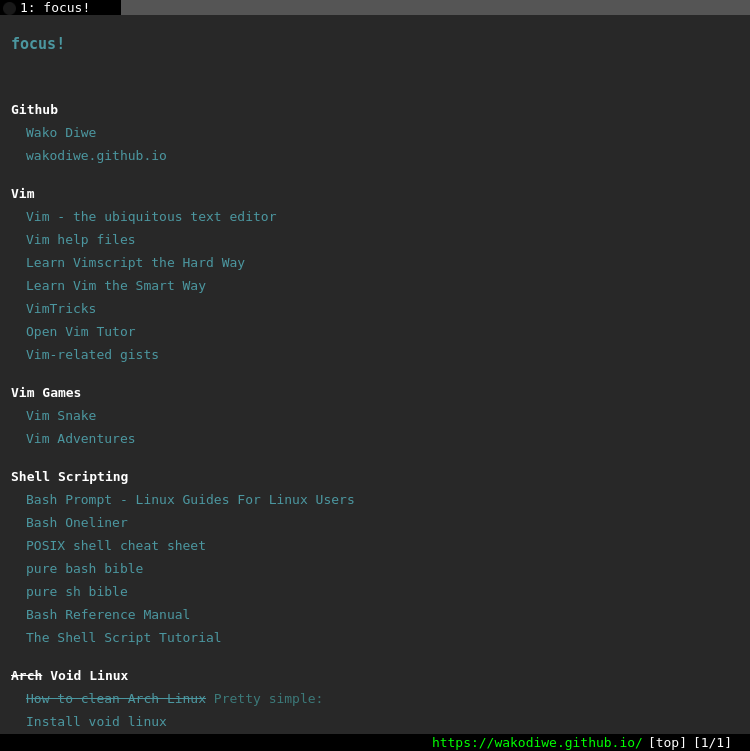 1: focus!
focus!
Github
Wako Diwe
wakodiwe.github.io
Vim
Vim - the ubiquitous text editor
Vim help files
Learn Vimscript the Hard Way
Learn Vim the Smart Way
VimTricks
Open Vim Tutor
Vim-related gists
Vim Games
Vim Snake
Vim Adventures
Shell Scripting
Bash Prompt - Linux Guides For Linux Users
Bash Oneliner
POSIX shell cheat sheet
pure bash bible
pure sh bible
Bash Reference Manual
The Shell Script Tutorial
Arch Void Linux
How to clean Arch Linux Pretty simple:
Install void linux
https://wakodiwe.github.io/ [top] [1/1]